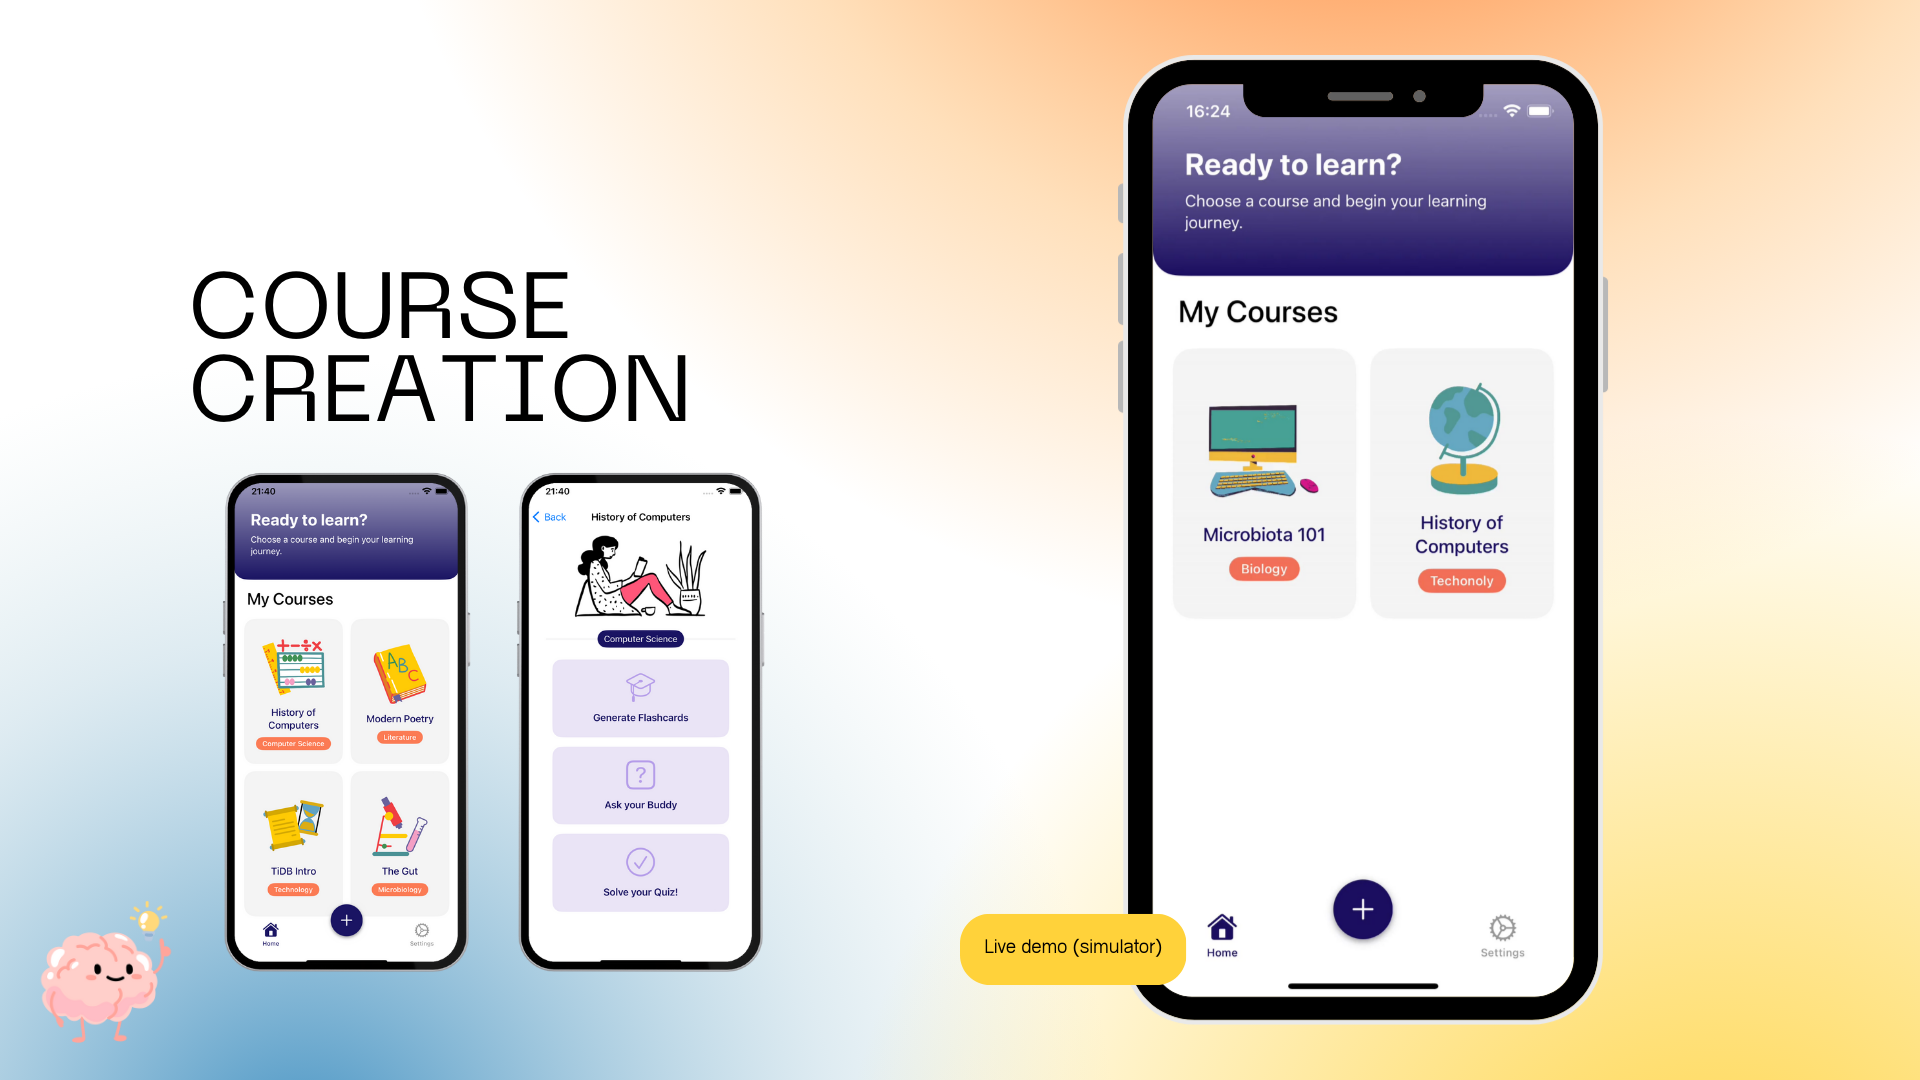 COURSE
CREATION
21:40
Ready to learn?
Choose a course and begin your learning
journey.
My Courses
ABC
History of
Computers
Computer Science
Modern Poetry
Literature
TiDB Intro
Technology
The Gut
Microbiology
+
Home
Settings
21:40
Back
History of Computers
Computer Science
Generate Flashcards
?
Ask your Buddy
Solve your Quiz!
16:24
Ready to learn?
Choose a course and begin your learning
journey.
My Courses
Microbiota 101
Biology
History of
Computers
Techonoly
+
Home
Settings
Live demo (simulator)